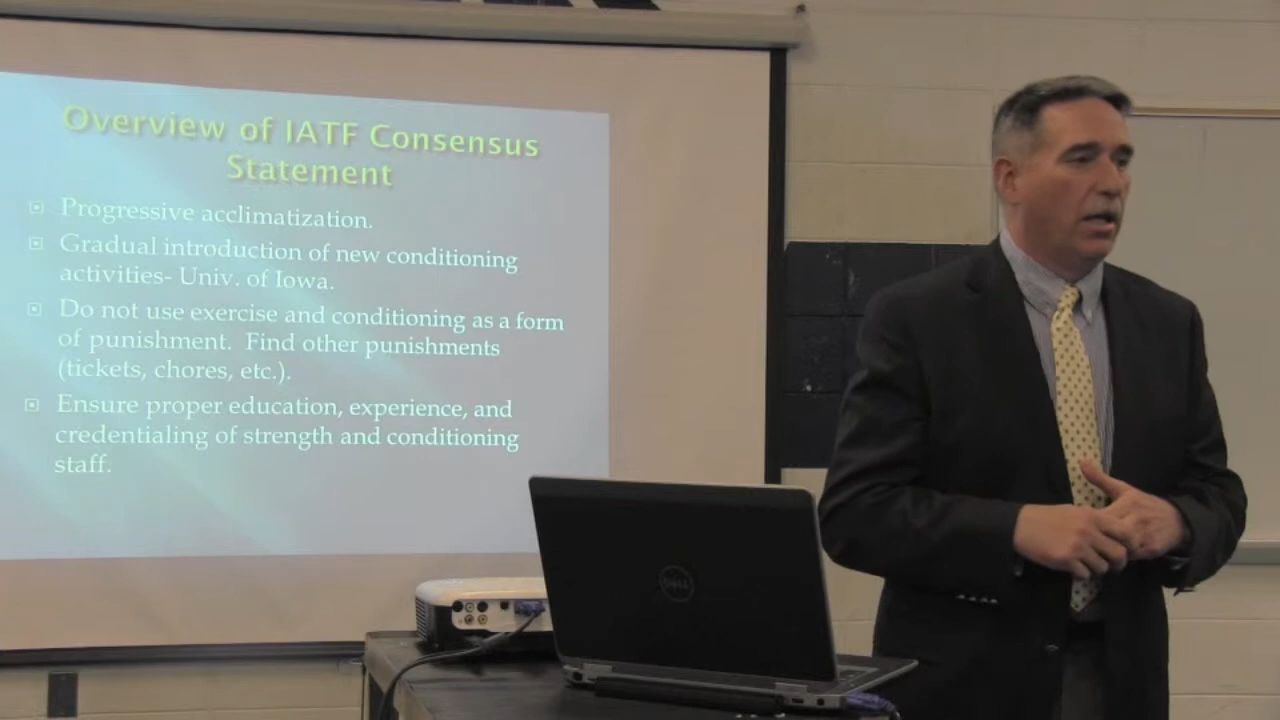 Overview of IATF Consensus
Statement
Progressive acclimatization.
Gradual introduction of new conditioning
activities- Univ. of Iowa.
Do not use exercise and conditioning as a form
of punishment. Find other punishments
(tickets, chores, etc.).
Ensure proper education, experience, and
credentialing of strength and conditioning
staff.
DELL